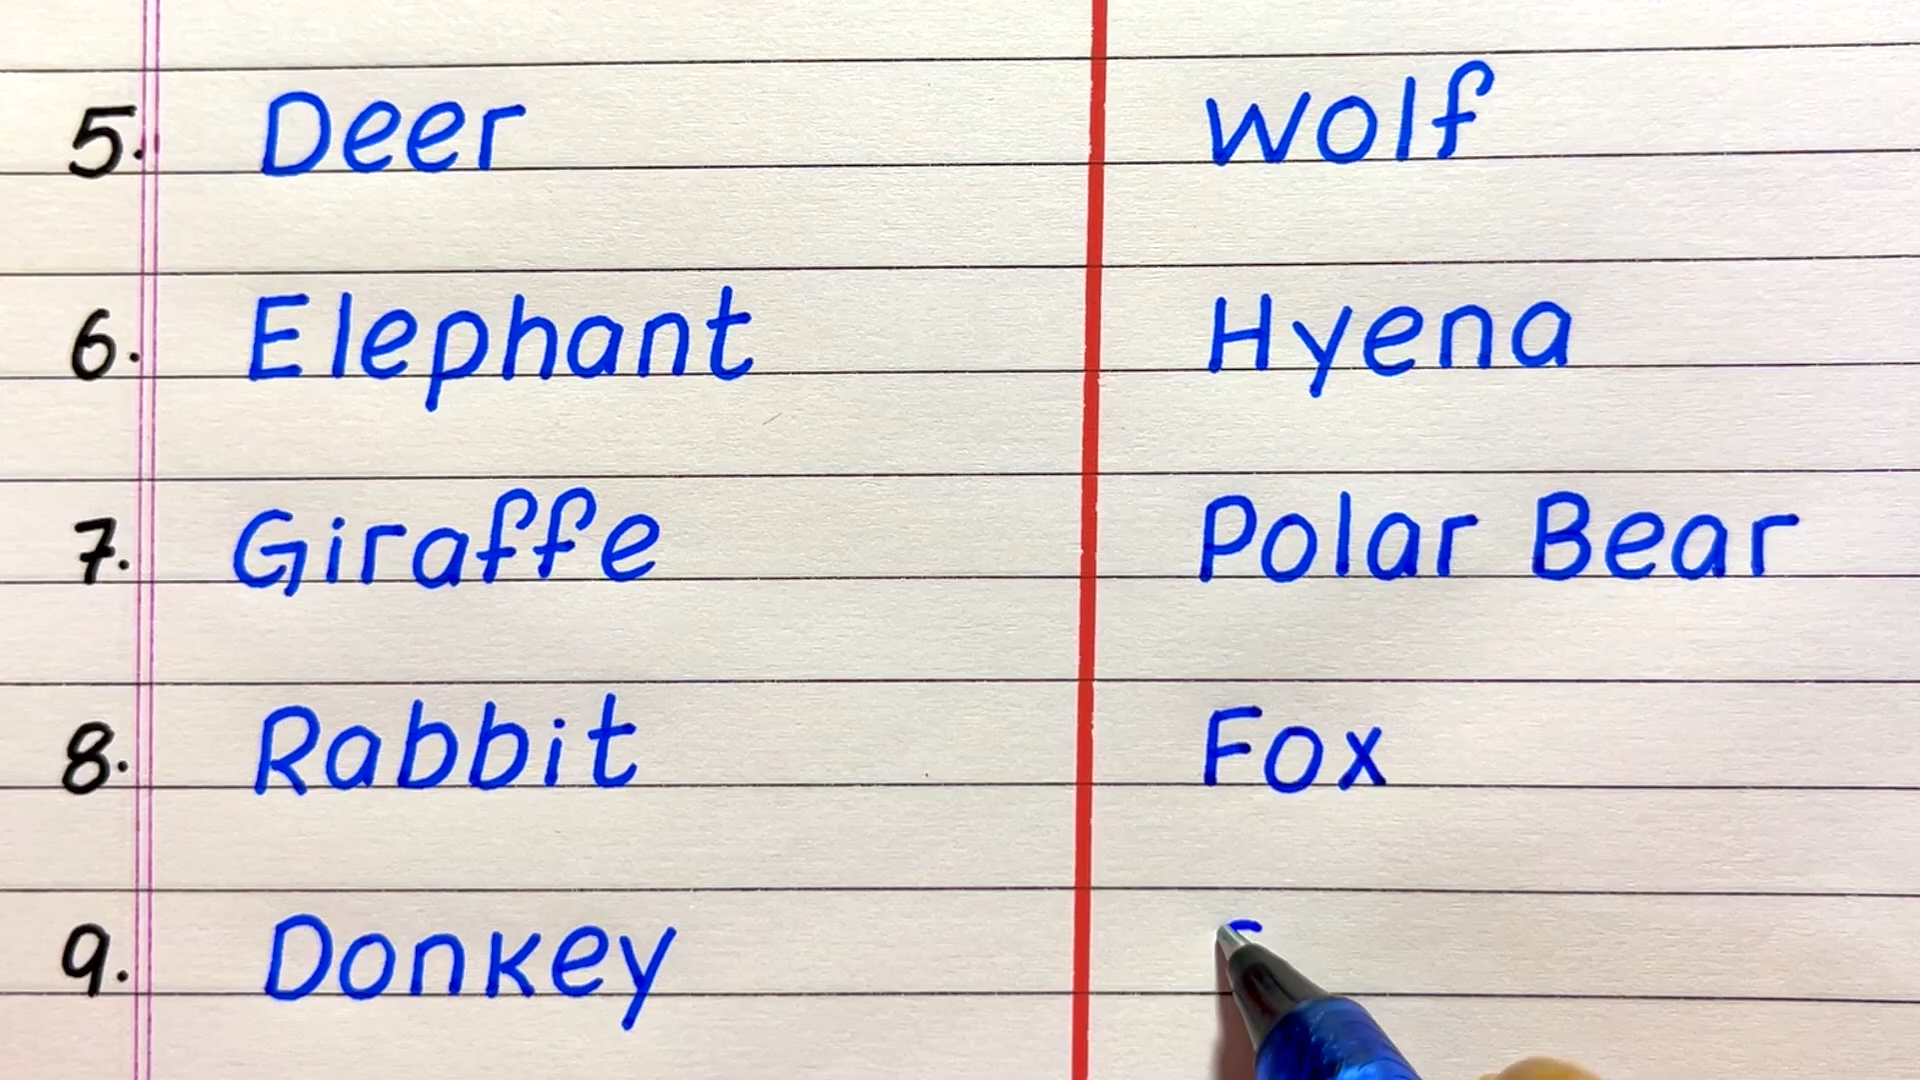 5. Deer Wolf
6. Elephant Hyena
7. Giraffe Polar Bear
8. Rabbit Fox
9. Donkey